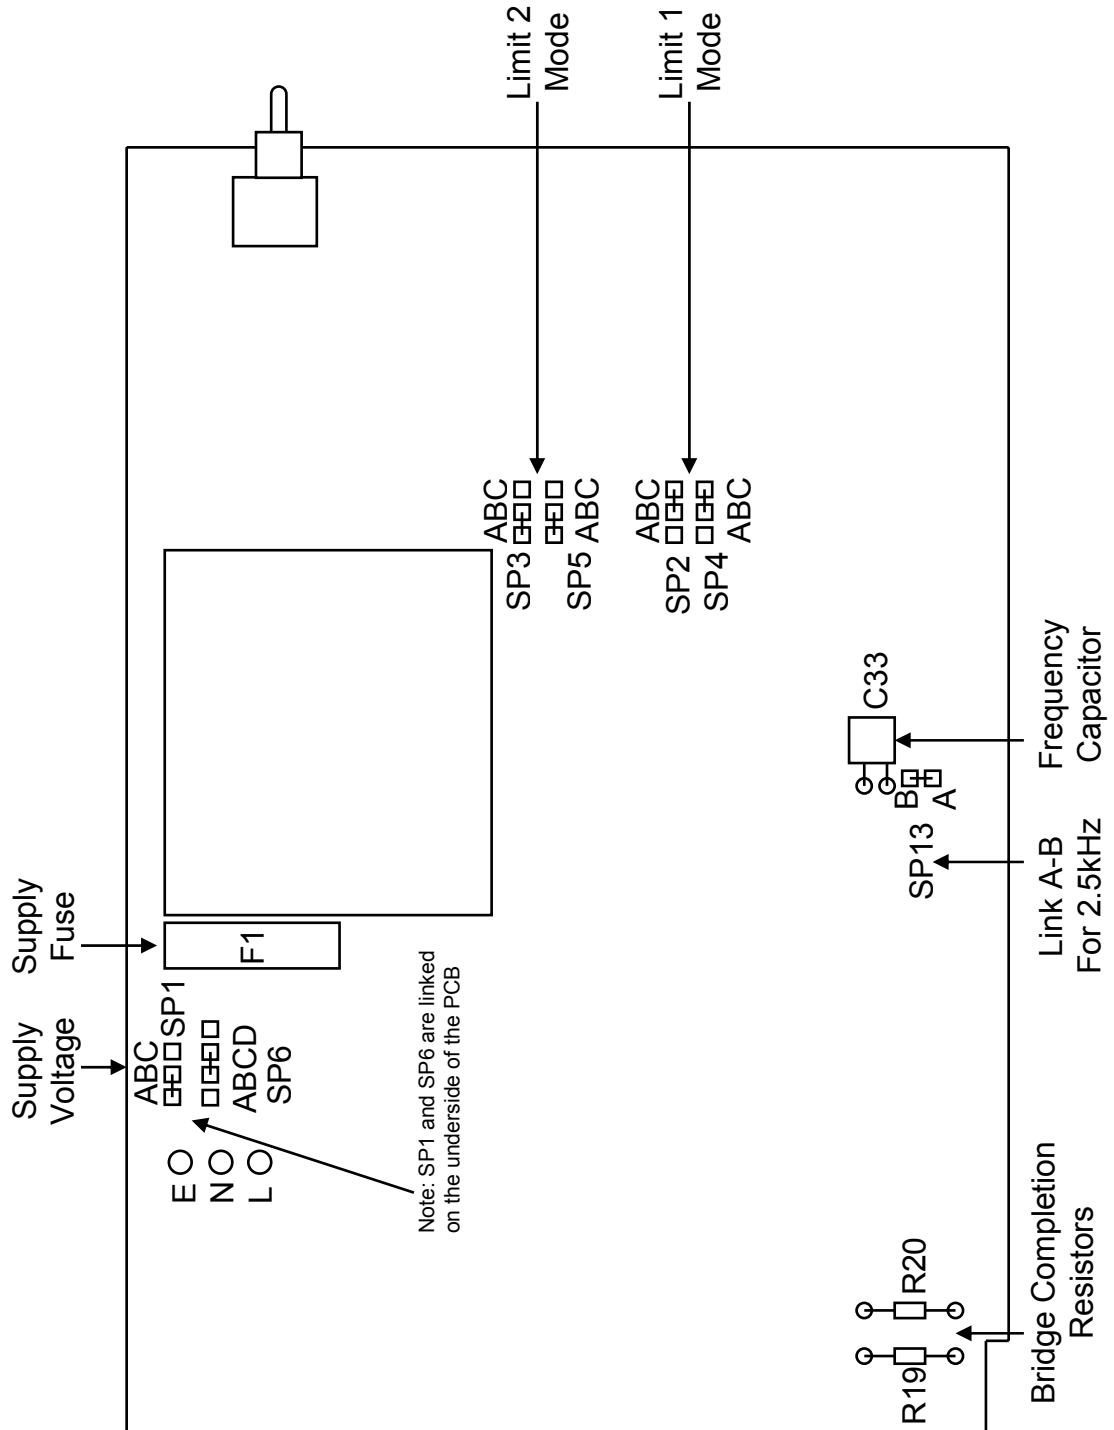 Supply
Voltage
Supply
Fuse
Limit 2
Mode
Limit 1
Mode
ABC
SP1
ABCD
SP6
F1
E
N
L
Note: SP1 and SP6 are linked
on the underside of the PCB
ABC
SP3
SP5
ABC
ABC
SP2
SP4
ABC
C33
B
A
SP13
R19
R20
Bridge Completion
Resistors
Link A-B
For 2.5kHz
Frequency
Capacitor